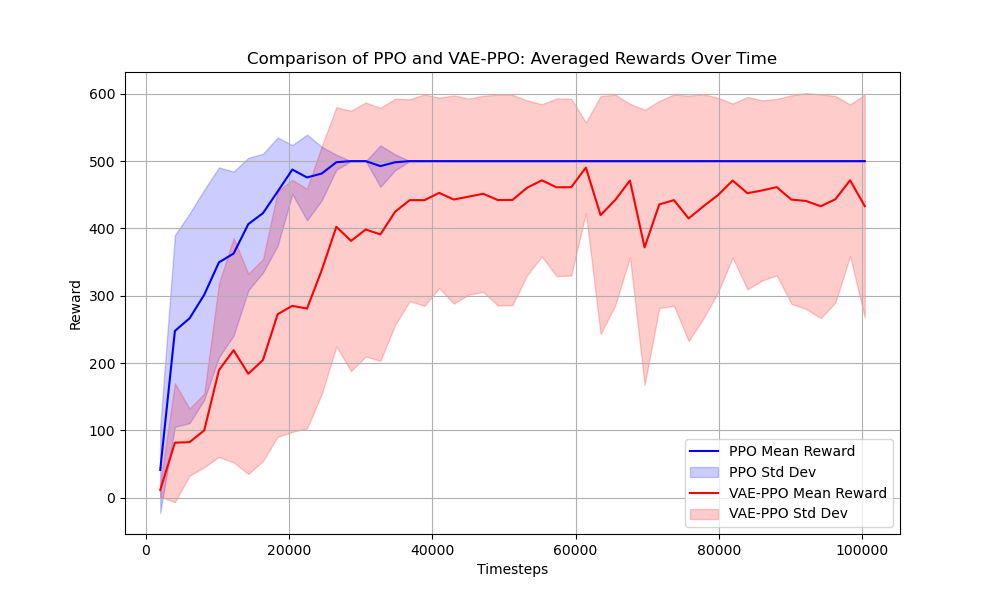 Comparison of PPO and VAE-PPO: Averaged Rewards Over Time
600
500
400
300
200
100
0
Reward
0 20000 40000 60000 80000 100000
Timesteps
PPO Mean Reward
PPO Std Dev
VAE-PPO Mean Reward
VAE-PPO Std Dev